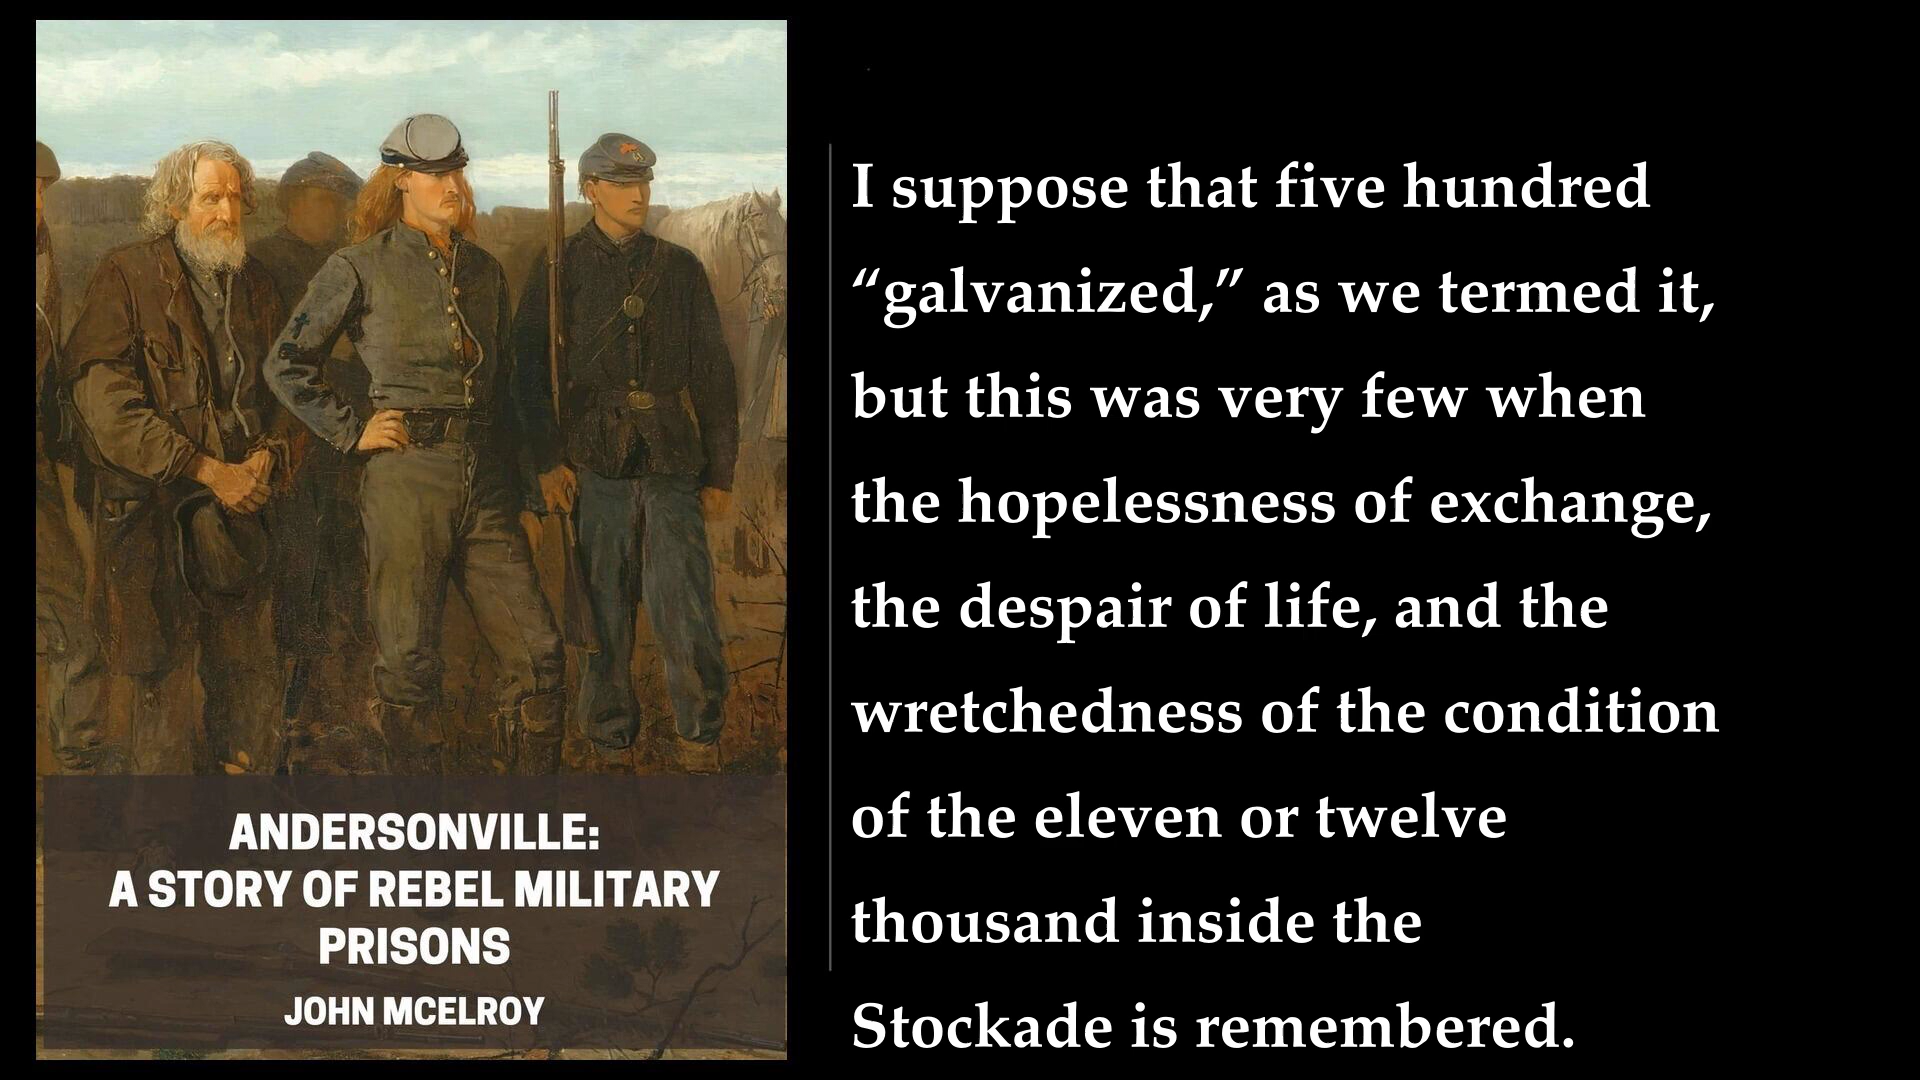 ANDERSONVILLE:
A STORY OF REBEL MILITARY
PRISONS
JOHN MCELROY
I suppose that five hundred
“galvanized,” as we termed it,
but this was very few when
the hopelessness of exchange,
the despair of life, and the
wretchedness of the condition
of the eleven or twelve
thousand inside the
Stockade is remembered.